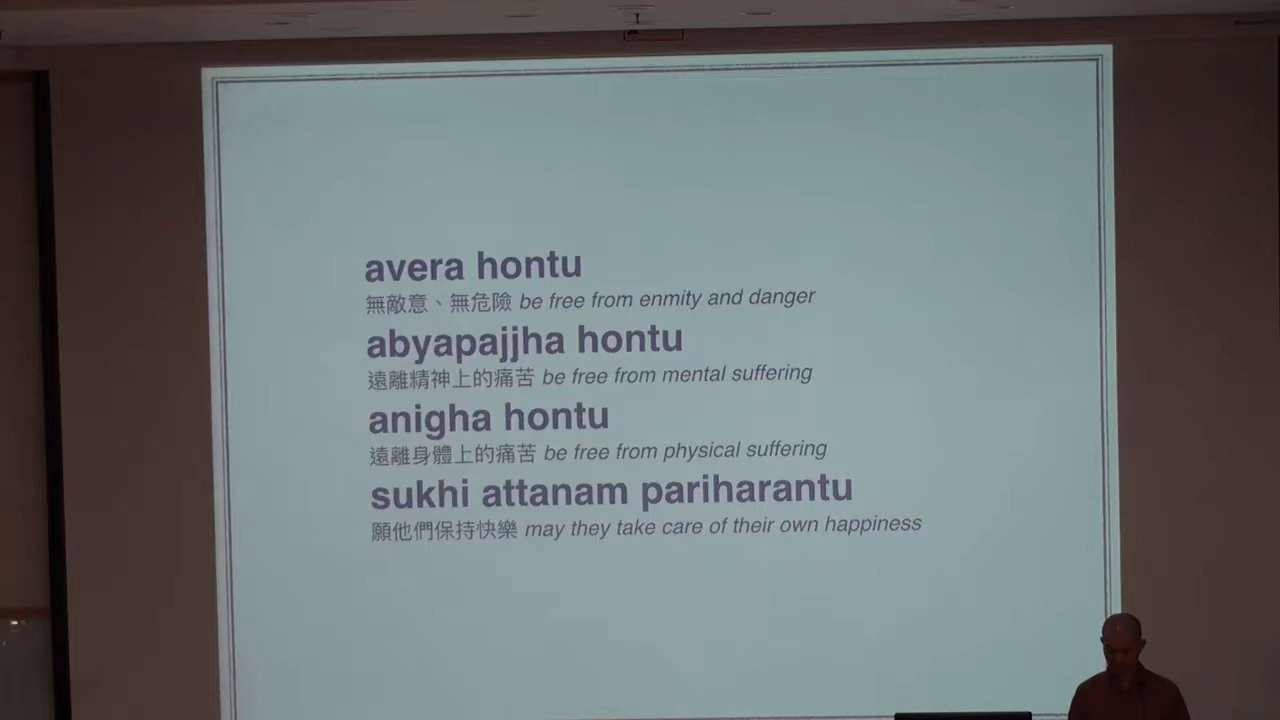 avera hontu
無敵意、無危險 be free from enmity and danger
abyapajjha hontu
遠離精神上的痛苦 be free from mental suffering
anigha hontu
遠離身體上的痛苦 be free from physical suffering
sukhi attanam pariharantu
願他們保持快樂 may they take care of their own happiness